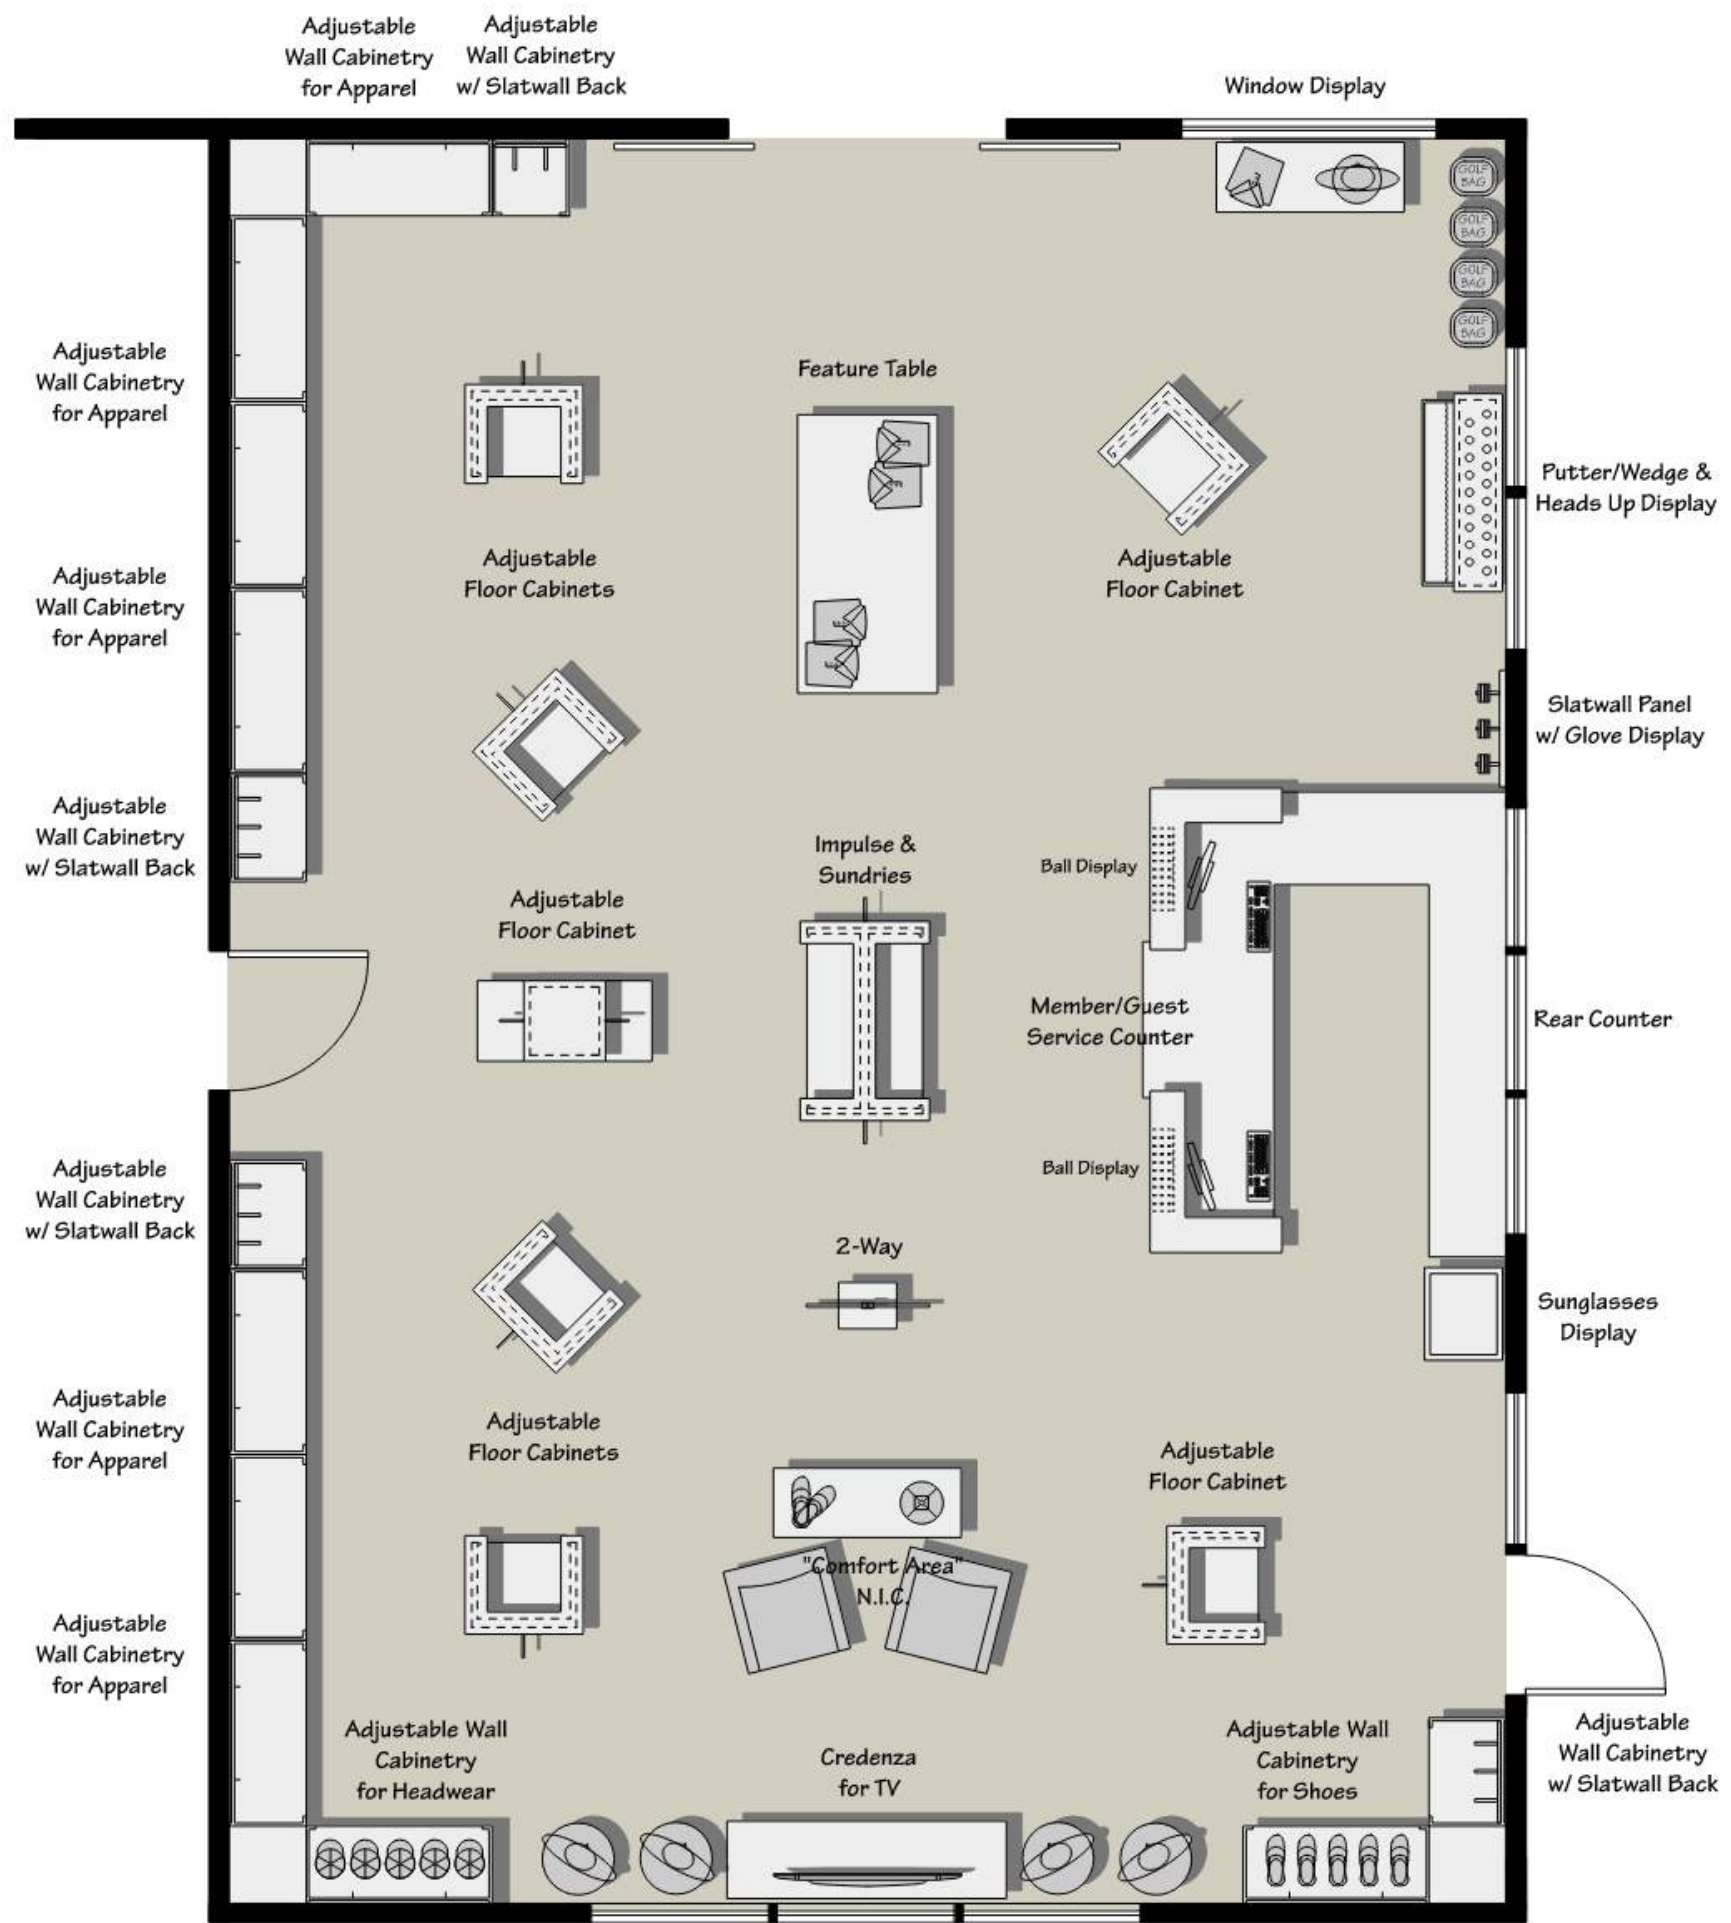 Adjustable
Wall Cabinetry
for Apparel
Adjustable
Wall Cabinetry
w/ Slatwall Back
Window Display
GOLF
BAG
GOLF
BAG
GOLF
BAG
GOLF
BAG
Adjustable
Wall Cabinetry
for Apparel
Feature Table
Putter/Wedge &
Heads Up Display
Adjustable
Floor Cabinets
Adjustable
Floor Cabinet
Adjustable
Wall Cabinetry
for Apparel
Slatwall Panel
w/ Glove Display
Adjustable
Wall Cabinetry
w/ Slatwall Back
Impulse &
Sundries
Ball Display
Adjustable
Floor Cabinet
Member/Guest
Service Counter
Rear Counter
Adjustable
Wall Cabinetry
w/ Slatwall Back
Ball Display
2-Way
Sunglasses
Display
Adjustable
Wall Cabinetry
for Apparel
Adjustable
Floor Cabinets
Adjustable
Floor Cabinet
"Comfort Area"
N.I.C.
Adjustable
Wall Cabinetry
for Apparel
Adjustable Wall
Cabinetry
for Headwear
Credenza
for TV
Adjustable Wall
Cabinetry
for Shoes
Adjustable
Wall Cabinetry
w/ Slatwall Back